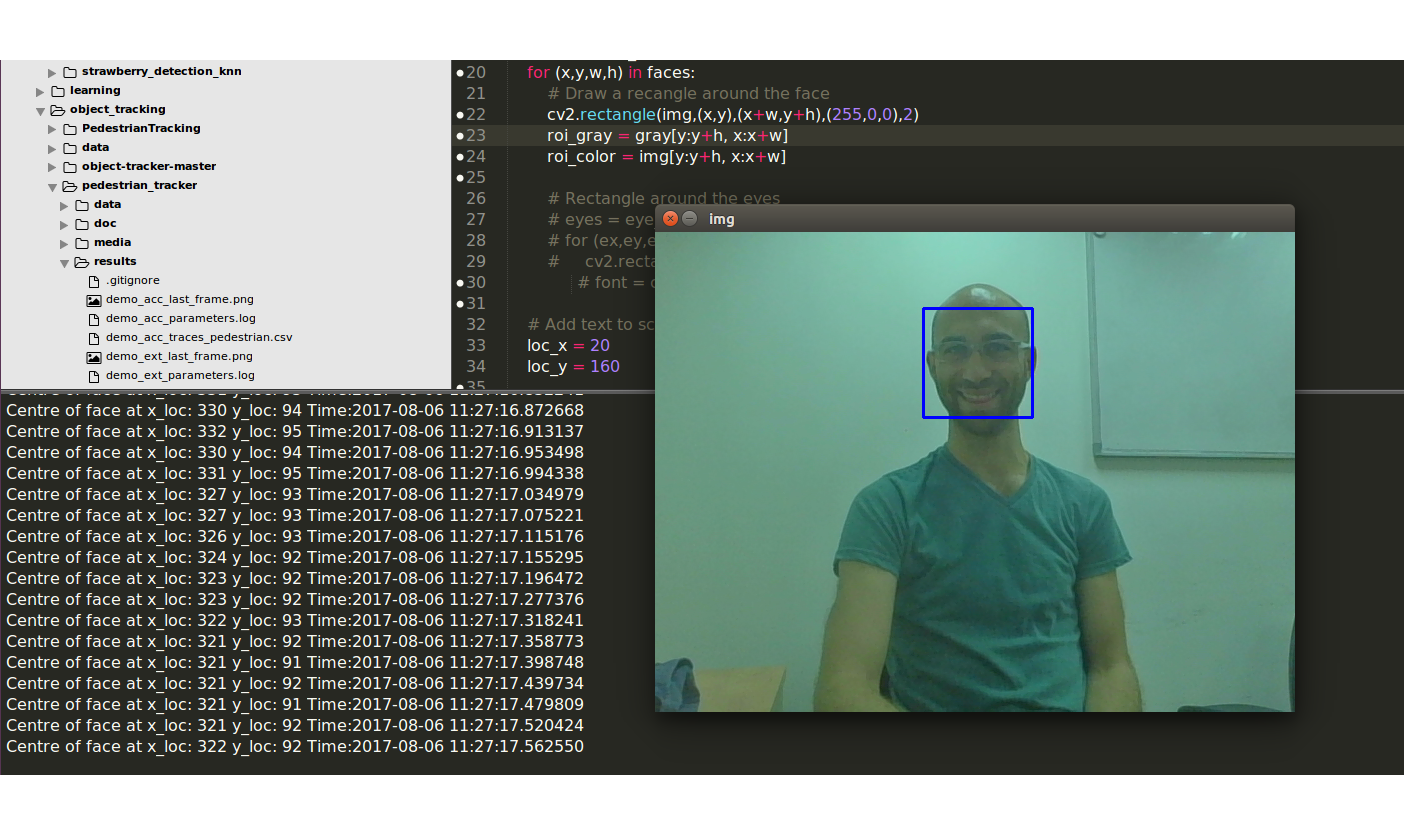 strawberry_detection_knn
learning
object_tracking
PedestrianTracking
data
object-tracker-master
pedestrian_tracker
data
doc
media
results
.gitignore
demo_acc_last_frame.png
demo_acc_parameters.log
demo_acc_traces_pedestrian.csv
demo_ext_last_frame.png
demo_ext_parameters.log
20 for (x,y,w,h) in faces:
21 # Draw a recangle around the face
22 cv2.rectangle(img,(x,y),(x+w,y+h),(255,0,0),2)
23 roi_gray = gray[y:y+h, x:x+w]
24 roi_color = img[y:y+h, x:x+w]
25
26 # Rectangle around the eyes
27 # eyes = eye
28 # for (ex,ey,e
29 # cv2.recta
30 # font = c
31
32 # Add text to sc
33 loc_x = 20
34 loc_y = 160
35
img
Centre of face at x_loc: 330 y_loc: 94 Time:2017-08-06 11:27:16.872668
Centre of face at x_loc: 332 y_loc: 95 Time:2017-08-06 11:27:16.913137
Centre of face at x_loc: 330 y_loc: 94 Time:2017-08-06 11:27:16.953498
Centre of face at x_loc: 331 y_loc: 95 Time:2017-08-06 11:27:16.994338
Centre of face at x_loc: 327 y_loc: 93 Time:2017-08-06 11:27:17.034979
Centre of face at x_loc: 327 y_loc: 93 Time:2017-08-06 11:27:17.075221
Centre of face at x_loc: 326 y_loc: 93 Time:2017-08-06 11:27:17.115176
Centre of face at x_loc: 324 y_loc: 92 Time:2017-08-06 11:27:17.155295
Centre of face at x_loc: 323 y_loc: 92 Time:2017-08-06 11:27:17.196472
Centre of face at x_loc: 323 y_loc: 92 Time:2017-08-06 11:27:17.277376
Centre of face at x_loc: 322 y_loc: 93 Time:2017-08-06 11:27:17.318241
Centre of face at x_loc: 321 y_loc: 92 Time:2017-08-06 11:27:17.358773
Centre of face at x_loc: 321 y_loc: 91 Time:2017-08-06 11:27:17.398748
Centre of face at x_loc: 321 y_loc: 92 Time:2017-08-06 11:27:17.439734
Centre of face at x_loc: 321 y_loc: 91 Time:2017-08-06 11:27:17.479809
Centre of face at x_loc: 321 y_loc: 92 Time:2017-08-06 11:27:17.520424
Centre of face at x_loc: 322 y_loc: 92 Time:2017-08-06 11:27:17.562550